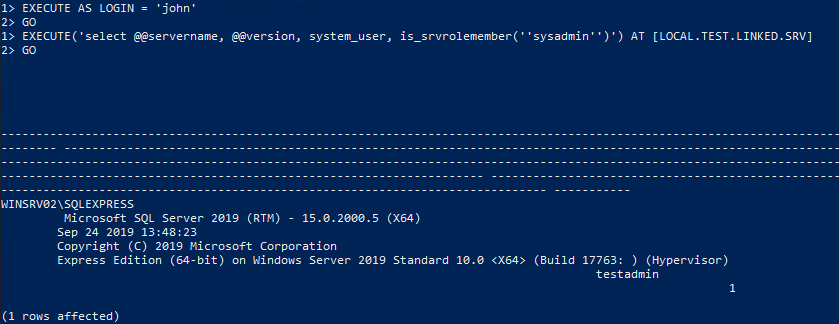 1> EXECUTE AS LOGIN = 'john'
2> GO
1> EXECUTE('select @@servername, @@version, system_user, is_srvrolemember(''sysadmin'')') AT [LOCAL.TEST.LINKED.SRV]
2> GO
-----------------------------------------------------------------------------------------------------------------------
-------- --------------------------------------------------------------------------------------------------------------
-----------------------------------------------------------------------------------------------------------------------
--------------------------------------------------------------------- -------------------------------------------------
------------------------------------------------------------------------------ -----------
WINSRV02\SQLEXPRESS
Microsoft SQL Server 2019 (RTM) - 15.0.2000.5 (X64)
Sep 24 2019 13:48:23
Copyright (C) 2019 Microsoft Corporation
Express Edition (64-bit) on Windows Server 2019 Standard 10.0 <X64> (Build 17763: ) (Hypervisor)
testadmin
1
(1 rows affected)